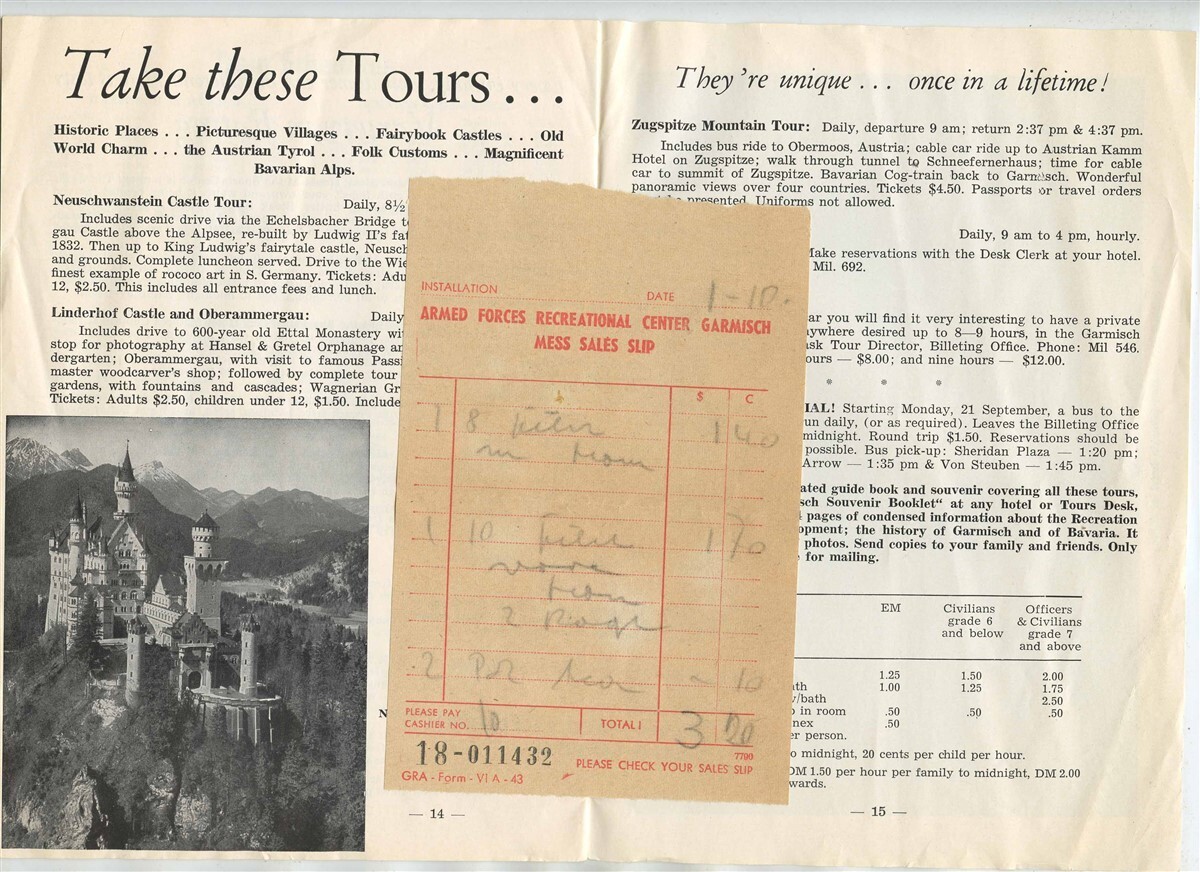 Take these Tours . . .
Historic Places . . . Picturesque Villages . . . Fairybook Castles . . . Old
World Charm . . . the Austrian Tyrol . . . Folk Customs . . . Magnificent
Bavarian Alps.
Neuschwanstein Castle Tour: Daily, 8½
Includes scenic drive via the Echelsbacher Bridge
gau Castle above the Alpsee, re-built by Ludwig II's
1832. Then up to King Ludwig's fairytale castle,
and grounds. Complete luncheon served. Drive to the
finest example of rococo art in S. Germany. Tickets:
12, $2.50. This includes all entrance fees and lunch.
Linderhof Castle and Oberammergau: Daily
Includes drive to 600-year old Ettal Monastery
stop for photography at Hansel & Gretel Orphanage
dergarten; Oberammergau, with visit to famous
master woodcarver's shop; followed by complete tour
gardens, with fountains and cascades; Wagnerian
Tickets: Adults $2.50, children under 12, $1.50.
— 14 —
INSTALLATION DATE 1-10.
ARMED FORCES RECREATIONAL CENTER GARMISCH
MESS SALES SLIP
$ C
1 8 1 40
1 10 1 70
2 - 10
PLEASE PAY
CASHIER NO. 10 TOTAL: 3 20
18-011432 7790
PLEASE CHECK YOUR SALES SLIP
GRA - Form - VI A - 43
They're unique . . . once in a lifetime!
Zugspitze Mountain Tour: Daily, departure 9 am; return 2:37 pm & 4:37 pm.
Includes bus ride to Obermoos, Austria; cable car ride up to Austrian Kamm
Hotel on Zugspitze; walk through tunnel to Schneefernerhaus; time for cable
car to summit of Zugspitze. Bavarian Cog-train back to Garmisch. Wonderful
panoramic views over four countries. Tickets $4.50. Passports or travel orders
presented. Uniforms not allowed.
Daily, 9 am to 4 pm, hourly.
Make reservations with the Desk Clerk at your hotel.
Mil. 692.
you will find it very interesting to have a private
desired up to 8—9 hours, in the Garmisch
Tour Director, Billeting Office. Phone: Mil 546.
— $8.00; and nine hours — $12.00.
* * *
Starting Monday, 21 September, a bus to the
daily, (or as required). Leaves the Billeting Office
midnight. Round trip $1.50. Reservations should be
possible. Bus pick-up: Sheridan Plaza — 1:20 pm;
Arrow — 1:35 pm & Von Steuben — 1:45 pm.
guide book and souvenir covering all these tours,
Souvenir Booklet“ at any hotel or Tours Desk,
pages of condensed information about the Recreation
the history of Garmisch and of Bavaria. It
photos. Send copies to your family and friends. Only
for mailing.
EM Civilians Officers
grade 6 & Civilians
and below grade 7
and above
1.25 1.50 2.00
1.00 1.25 1.75
/bath 2.50
in room .50 .50 .50
.50
person.
midnight, 20 cents per child per hour.
DM 1.50 per hour per family to midnight, DM 2.00
— 15 —